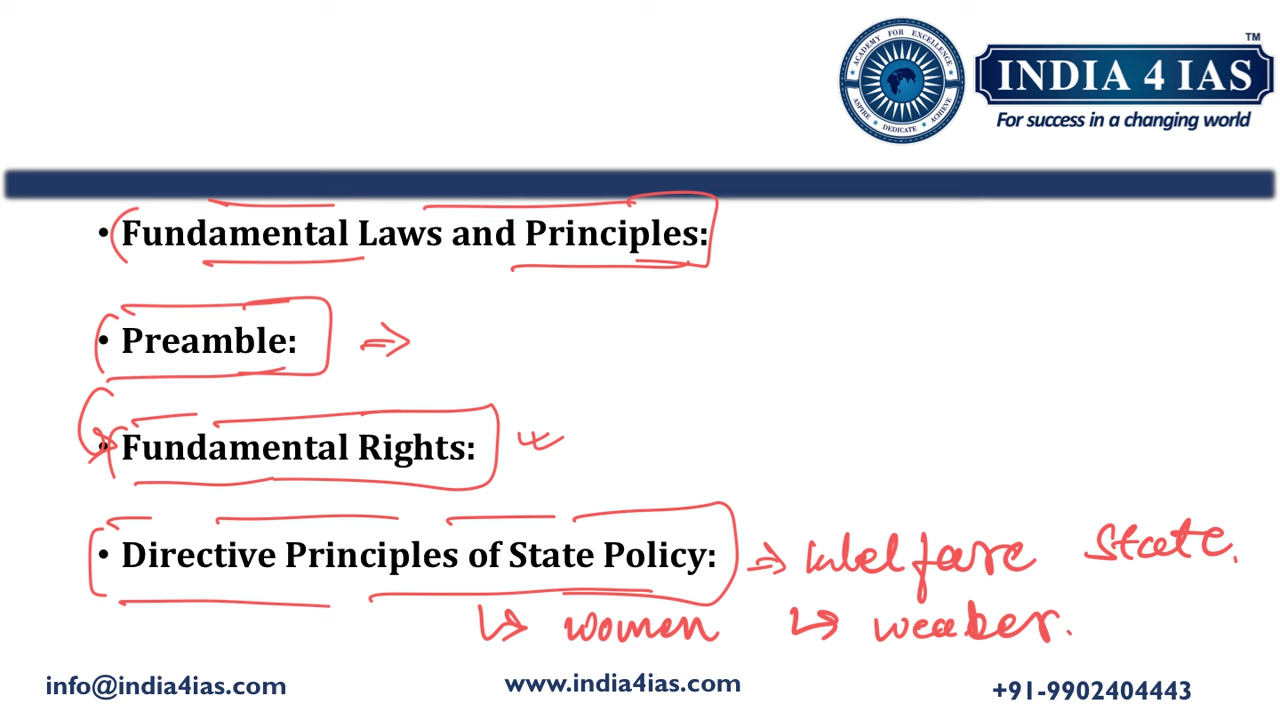 ACADEMY FOR EXCELLENCE
ASPIRE DEDICATE ACHIEVE
TM
INDIA 4 IAS
For success in a changing world
• Fundamental Laws and Principles:
• Preamble: ⇒
• Fundamental Rights:
• Directive Principles of State Policy: ⇒ Welfare State.
↳ women ↳ weaker.
info@india4ias.com
www.india4ias.com
+91-9902404443